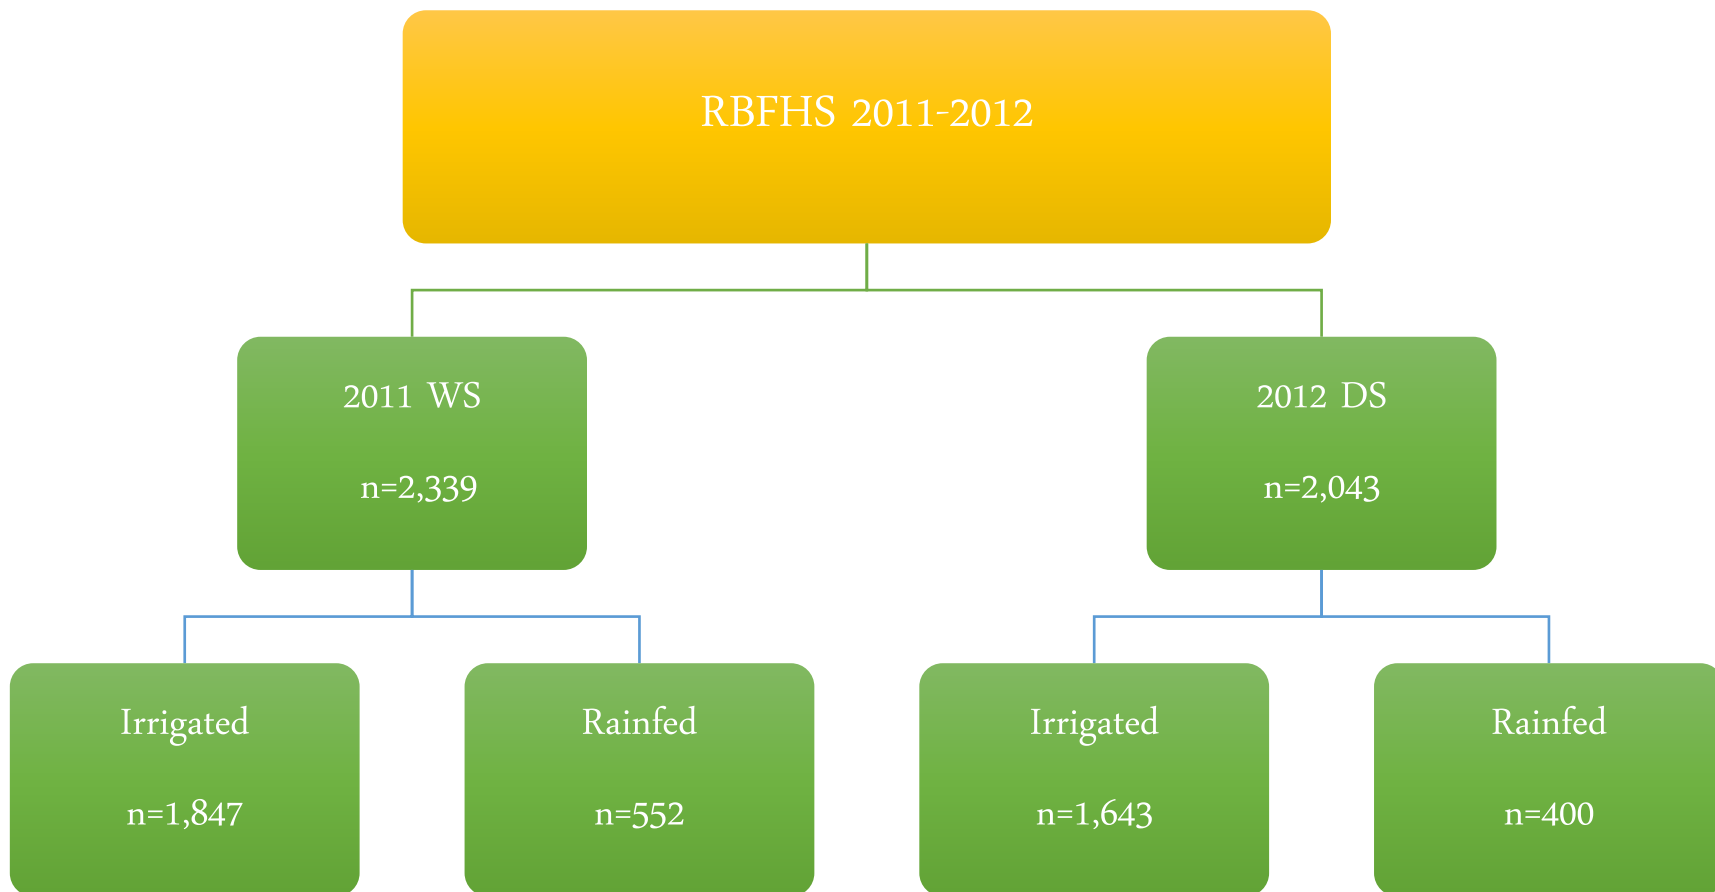 RBFHS 2011-2012
2011 WS
n=2,339
2012 DS
n=2,043
Irrigated
n=1,847
Rainfed
n=552
Irrigated
n=1,643
Rainfed
n=400